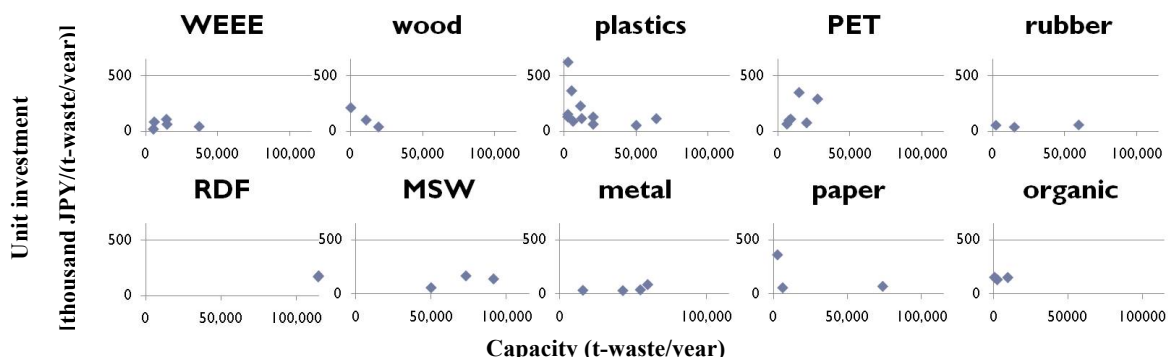 WEEE wood plastics PET rubber
500 500 500 500 500
0 0 0 0 0
0 50,000 100,000 0 50,000 100,000 0 50,000 100,000 0 50,000 100,000 0 50,000 100,000
RDF MSW metal paper organic
500 500 500 500 500
0 0 0 0 0
0 50,000 100,000 0 50,000 100,000 0 100,000 0 50,000 100,000 0 50000 100000
Capacity (t-waste/year)
Unit investment
[thousand JPY/(t-waste/year)]